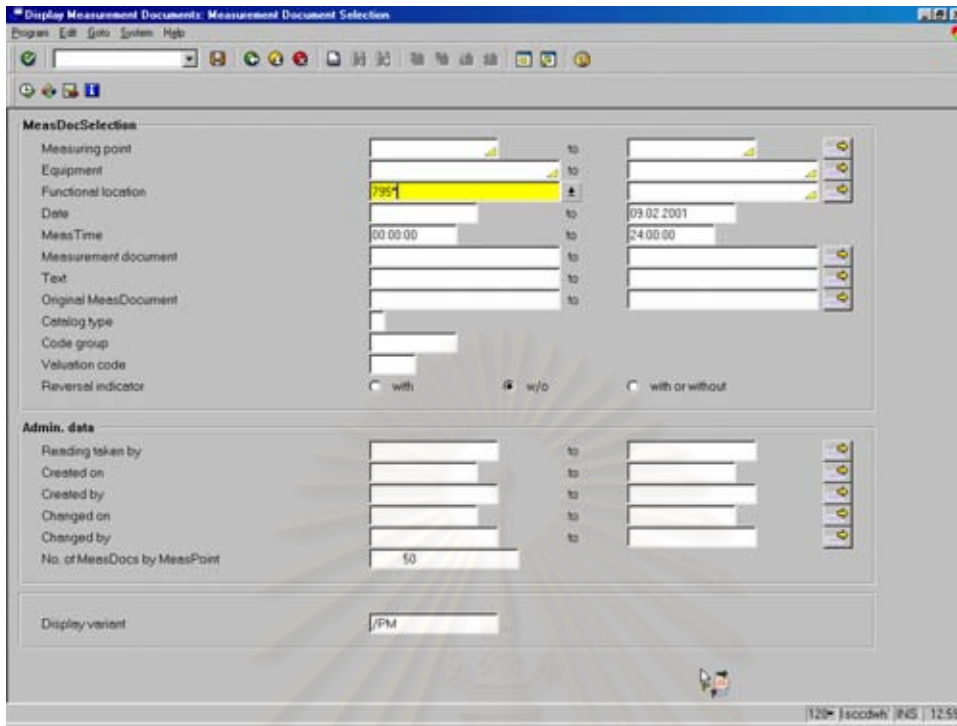 Display Measurement Documents: Measurement Document Selection
Program Edit Goto System Help
MeasDocSelection
Measuring point to
Equipment to
Functional location 795*
Date to 09.02.2001
MeasTime 00:00:00 to 24:00:00
Measurement document to
Text to
Original MeasDocument to
Catalog type
Code group
Valuation code
Reversal indicator with w/o with or without
Admin. data
Reading taken by to
Created on to
Created by to
Changed on to
Changed by to
No. of MeasDocs by MeasPoint 50
Display variant /PM
sccdwh INS 12:59